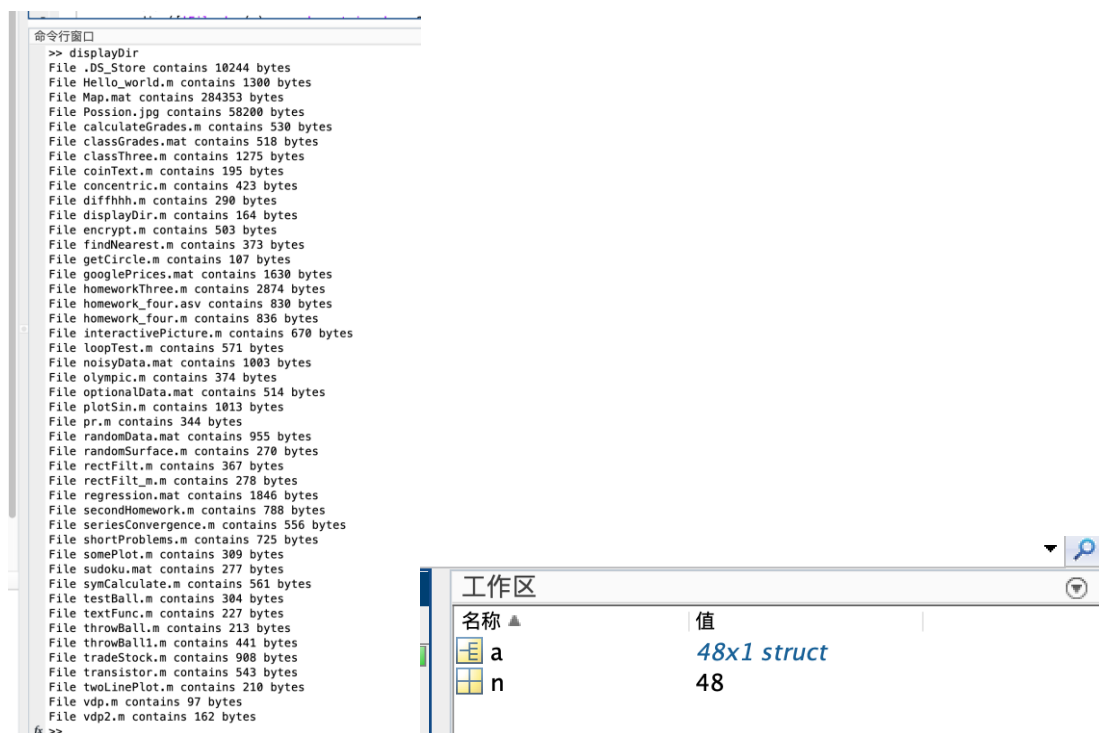 命令行窗口
>> displayDir
File .DS_Store contains 10244 bytes
File Hello_world.m contains 1300 bytes
File Map.mat contains 284353 bytes
File Possion.jpg contains 58200 bytes
File calculateGrades.m contains 530 bytes
File classGrades.mat contains 518 bytes
File classThree.m contains 1275 bytes
File coinText.m contains 195 bytes
File concentric.m contains 423 bytes
File diffhhh.m contains 290 bytes
File displayDir.m contains 164 bytes
File encrypt.m contains 503 bytes
File findNearest.m contains 373 bytes
File getCircle.m contains 107 bytes
File googlePrices.mat contains 1630 bytes
File homeworkThree.m contains 2874 bytes
File homework_four.asv contains 830 bytes
File homework_four.m contains 836 bytes
File interactivePicture.m contains 670 bytes
File loopTest.m contains 571 bytes
File noisyData.mat contains 1003 bytes
File olympic.m contains 374 bytes
File optionalData.mat contains 514 bytes
File plotSin.m contains 1013 bytes
File pr.m contains 344 bytes
File randomData.mat contains 955 bytes
File randomSurface.m contains 270 bytes
File rectFilt.m contains 367 bytes
File rectFilt_m.m contains 278 bytes
File regression.mat contains 1846 bytes
File secondHomework.m contains 788 bytes
File seriesConvergence.m contains 556 bytes
File shortProblems.m contains 725 bytes
File somePlot.m contains 309 bytes
File sudoku.mat contains 277 bytes
File symCalculate.m contains 561 bytes
File testBall.m contains 304 bytes
File textFunc.m contains 227 bytes
File throwBall.m contains 213 bytes
File throwBall1.m contains 441 bytes
File tradeStock.m contains 908 bytes
File transistor.m contains 543 bytes
File twoLinePlot.m contains 210 bytes
File vdp.m contains 97 bytes
File vdp2.m contains 162 bytes
fx >>
工作区
名称 值
a 48x1 struct
n 48